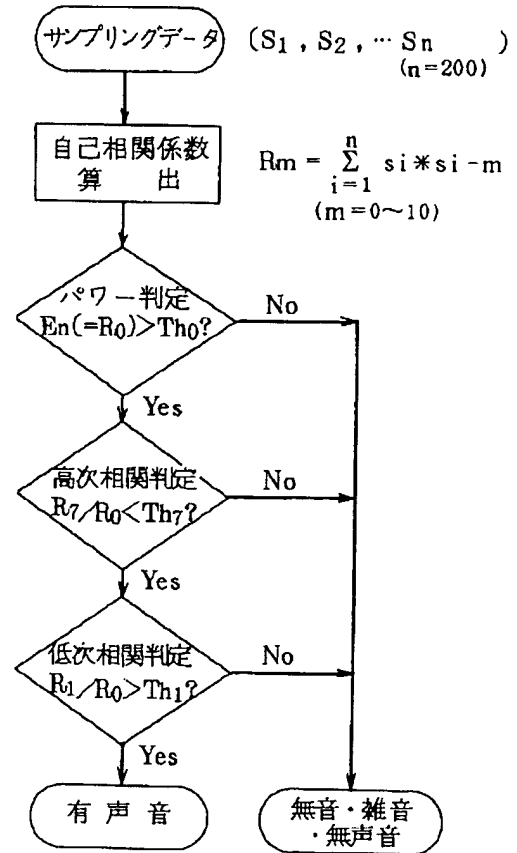 サンプリングデータ (S1 , S2 , … Sn )
(n=200)
自己相関係数
算 出
Rm = n∑i=1 si*si-m
(m=0~10)
パワー判定
En(=R0)>Th0?
No
Yes
高次相関判定
R7/R0<Th7?
No
Yes
低次相関判定
R1/R0>Th1?
No
Yes
有 声 音
無音・雑音
・無声音